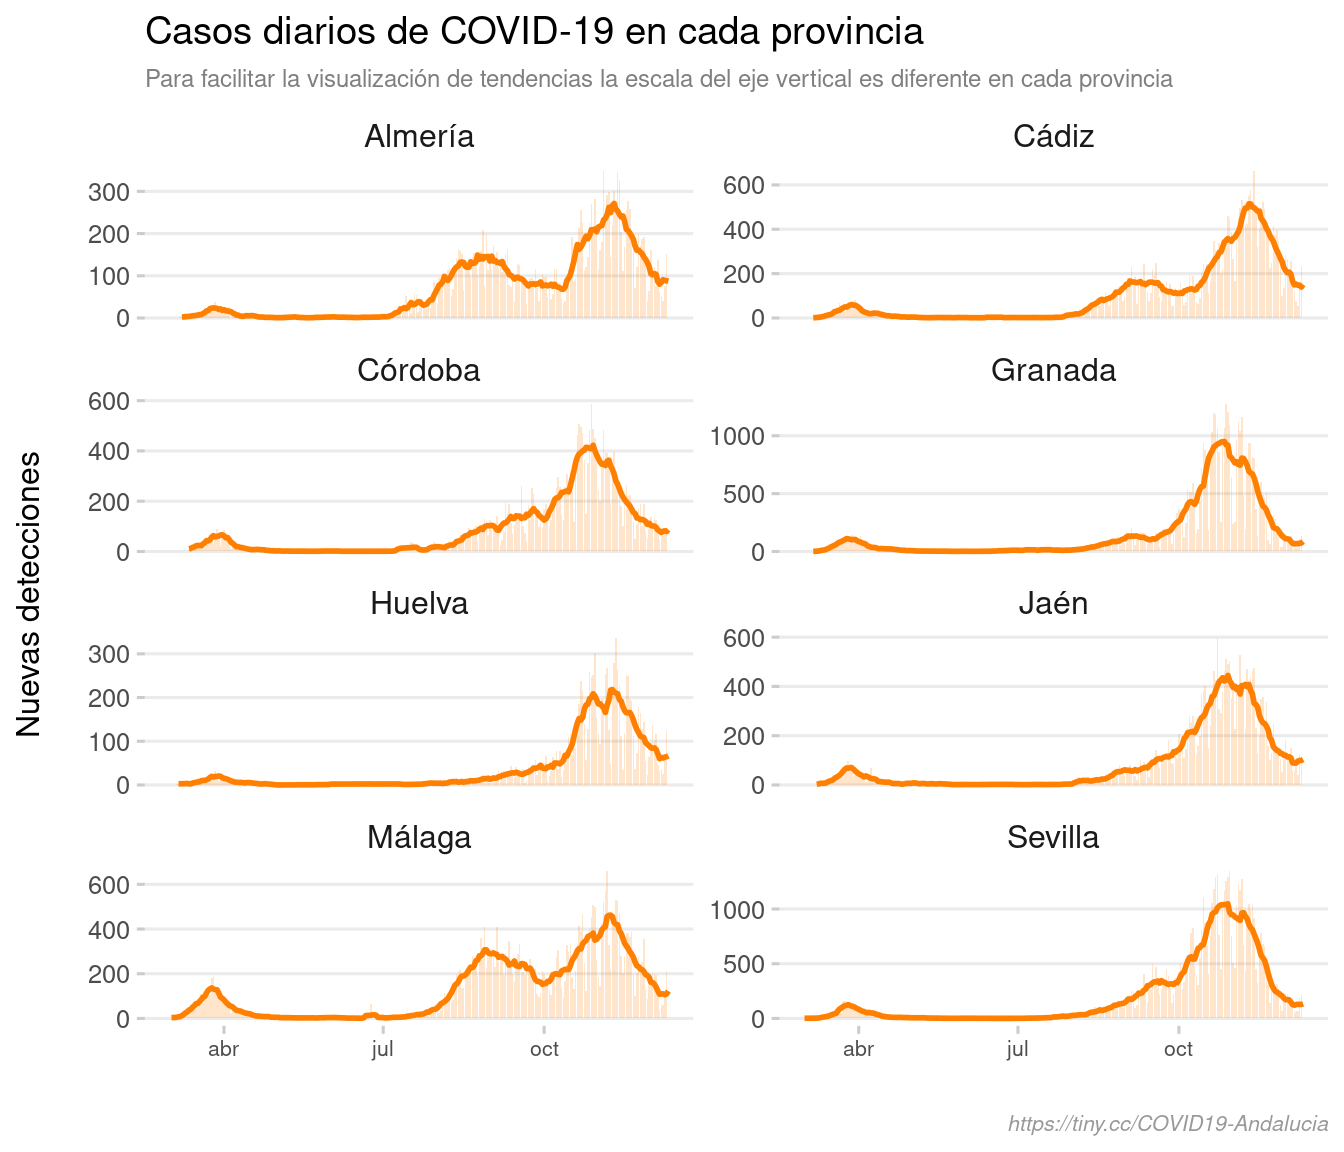 Casos diarios de COVID-19 en cada provincia
Para facilitar la visualización de tendencias la escala del eje vertical es diferente en cada provincia
Nuevas detecciones
Almería
300
200
100
0
Cádiz
600
400
200
0
Córdoba
600
400
200
0
Granada
1000
500
0
Huelva
300
200
100
0
Jaén
600
400
200
0
Málaga
600
400
200
0
abr jul oct
Sevilla
1000
500
0
abr jul oct
https://tiny.cc/COVID19-Andalucia